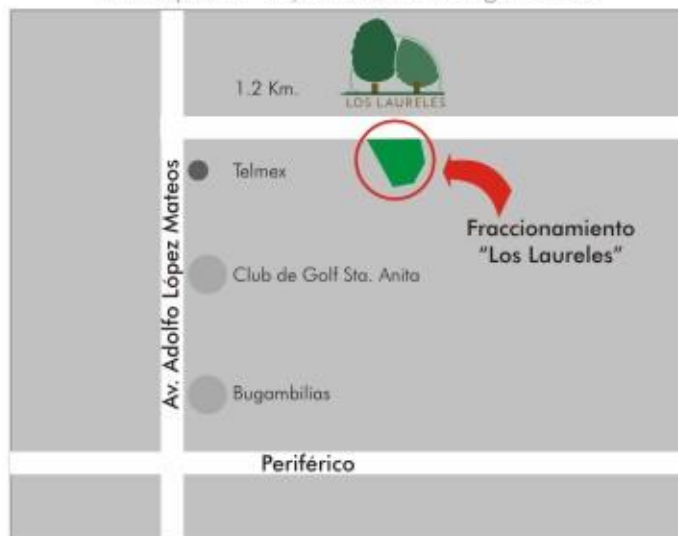 1.2 Km.
LOS LAURELES
Telmex
Fraccionamiento
"Los Laureles"
Club de Golf Sta. Anita
Av. Adolfo López Mateos
Bugambilias
Periférico